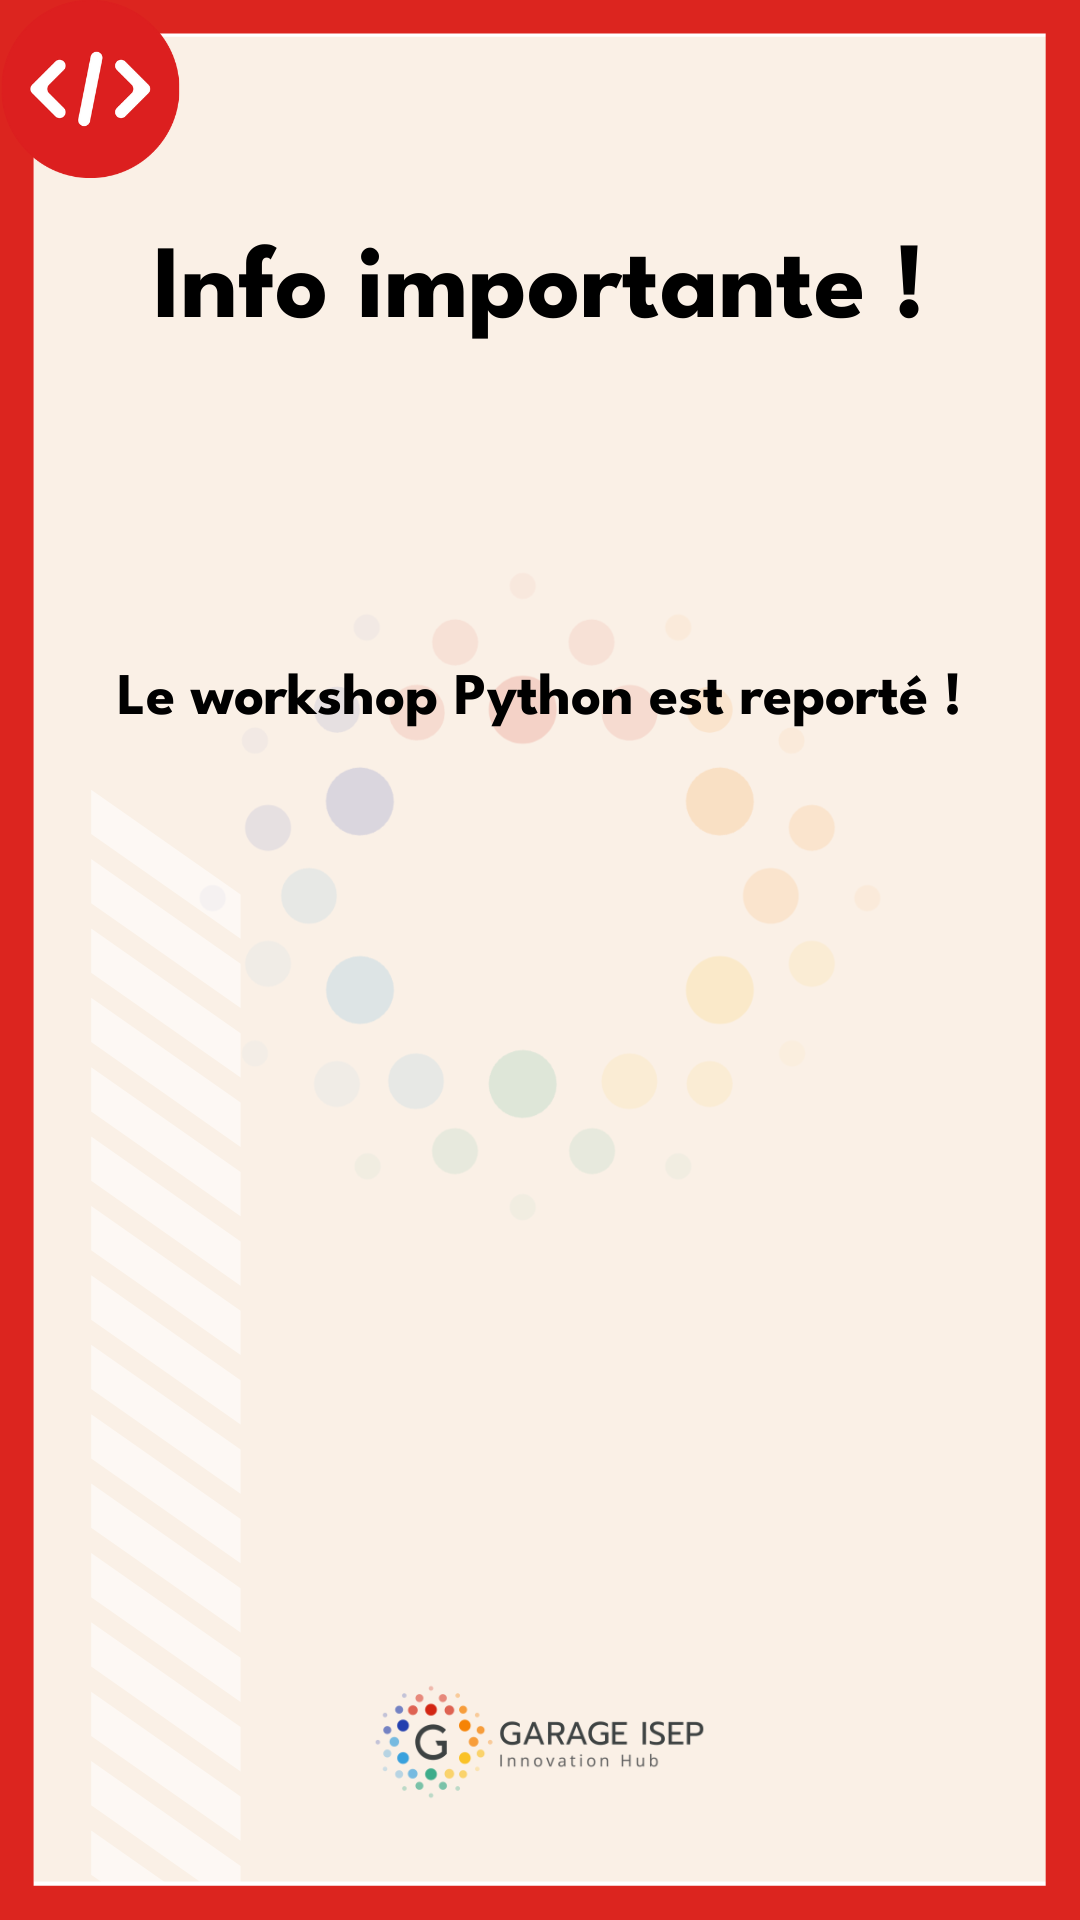 </>
Info importante !
Le workshop Python est reporté !
G
GARAGE ISEP
Innovation Hub